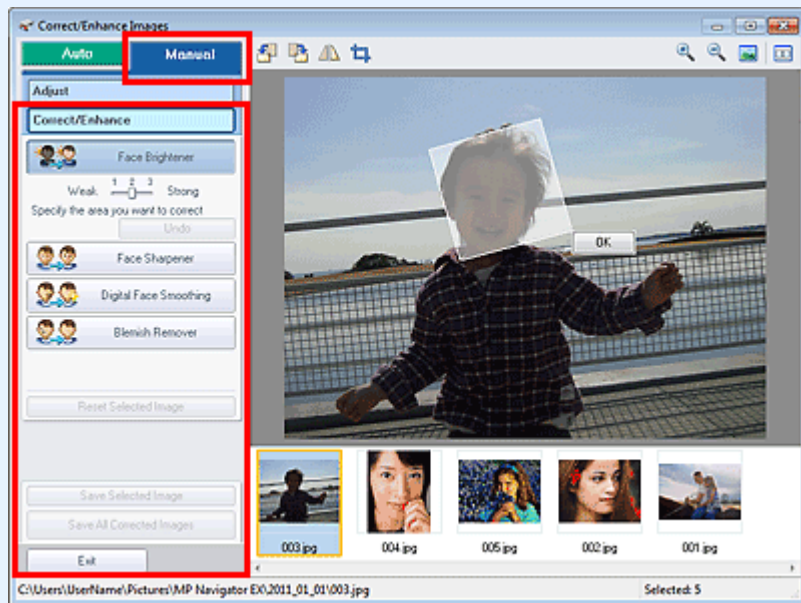 Correct/Enhance Images
Auto
Manual
Adjust
Correct/Enhance
Face Brightener
1 2 3
Weak Strong
Specify the area you want to correct
Undo
Face Sharpener
Digital Face Smoothing
Blemish Remover
Reset Selected Image
Save Selected Image
Save All Corrected Images
Exit
OK
003.jpg 004.jpg 005.jpg 002.jpg 001.jpg
C:\Users\UserName\Pictures\MP Navigator EX\2011_01_01\003.jpg
Selected: 5